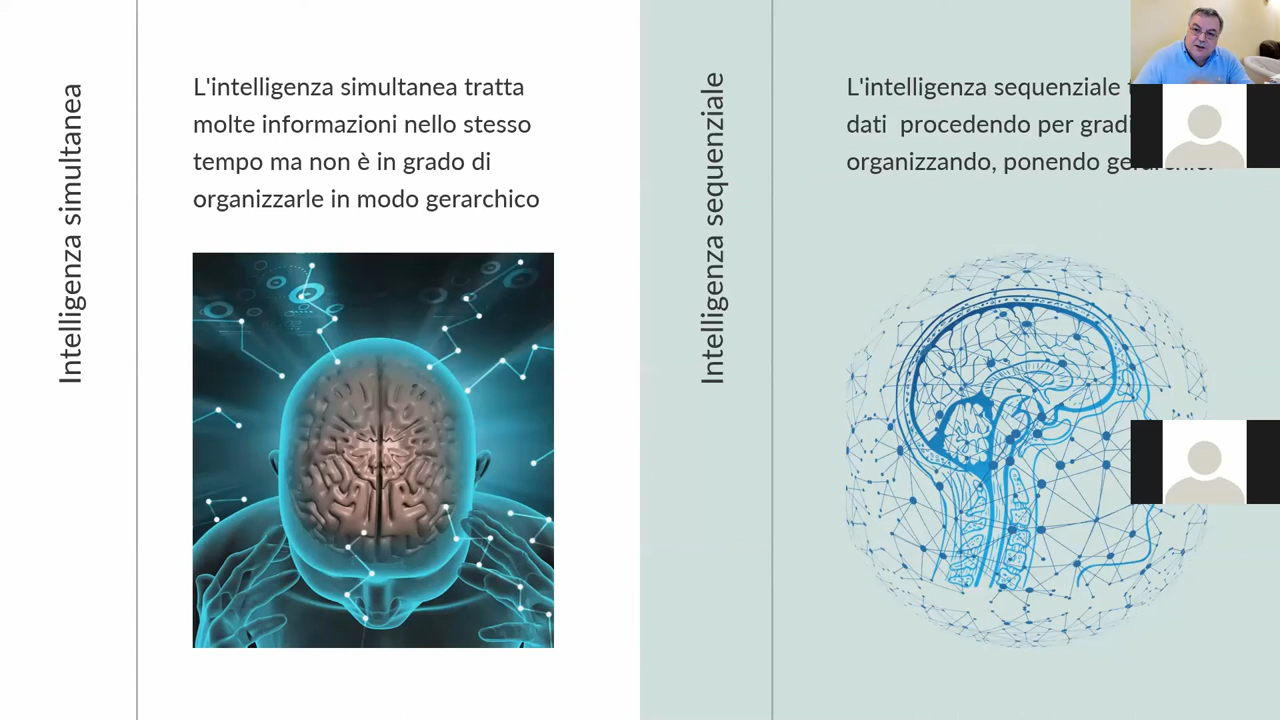 Intelligenza simultanea
L'intelligenza simultanea tratta
molte informazioni nello stesso
tempo ma non è in grado di
organizzarle in modo gerarchico
Intelligenza sequenziale
L'intelligenza sequenziale
dati procedendo per gradi
organizzando, ponendo